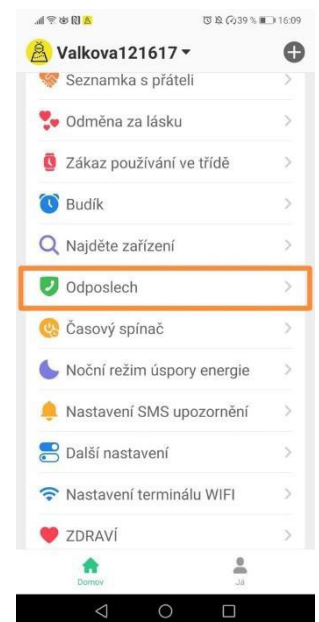 39 % 16:09
Valkova121617
Seznamka s přáteli
Odměna za lásku
Zákaz používání ve třídě
Budík
Najděte zařízení
Odposlech
Časový spínač
Noční režim úspory energie
Nastavení SMS upozornění
Další nastavení
Nastavení terminálu WIFI
ZDRAVÍ
Domov Já